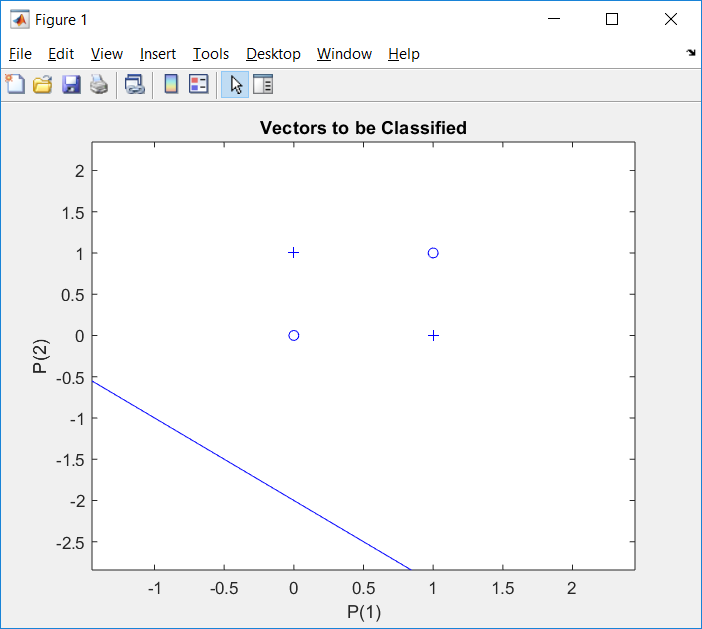 Figure 1
File Edit View Insert Tools Desktop Window Help
Vectors to be Classified
2
1.5
1
0.5
0
-0.5
-1
-1.5
-2
-2.5
P(2)
-1 -0.5 0 0.5 1 1.5 2
P(1)